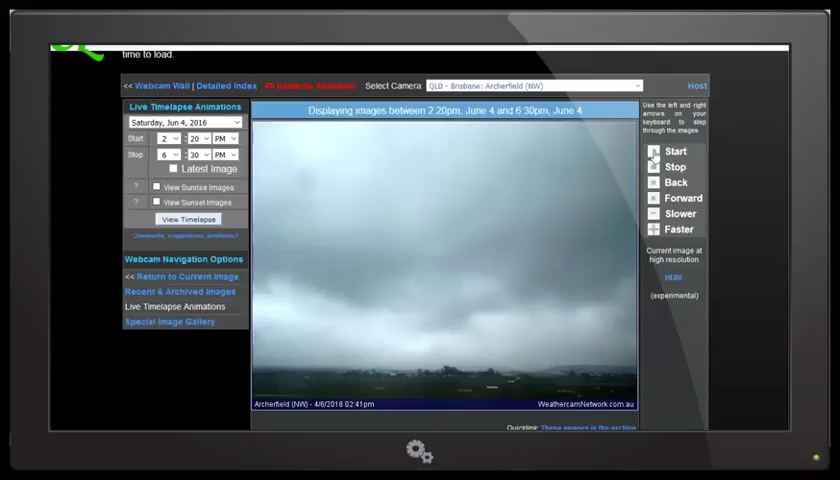 time to load.
<< Webcam Wall | Detailed Index
Select Camera: QLD - Brisbane: Archerfield (NW)
Host
Live Timelapse Animations
Saturday, Jun 4, 2016
Start 2 : 20 PM
Stop 6 : 30 PM
Latest Image
? View Sunrise Images
? View Sunset Images
View Timelapse
Comments, suggestions, problems?
Webcam Navigation Options
<< Return to Current Image
Recent & Archived Images
Live Timelapse Animations
Special Image Gallery
Displaying images between 2:20pm, June 4 and 6:30pm, June 4
Archerfield (NW) - 4/6/2016 02:41pm
WeathercamNetwork.com.au
Quicklink: These images in the archive
Use the left and right
arrows on your
keyboard to step
through the images
Start
Stop
Back
Forward
Slower
Faster
Current image at
high resolution
HERE
(experimental)